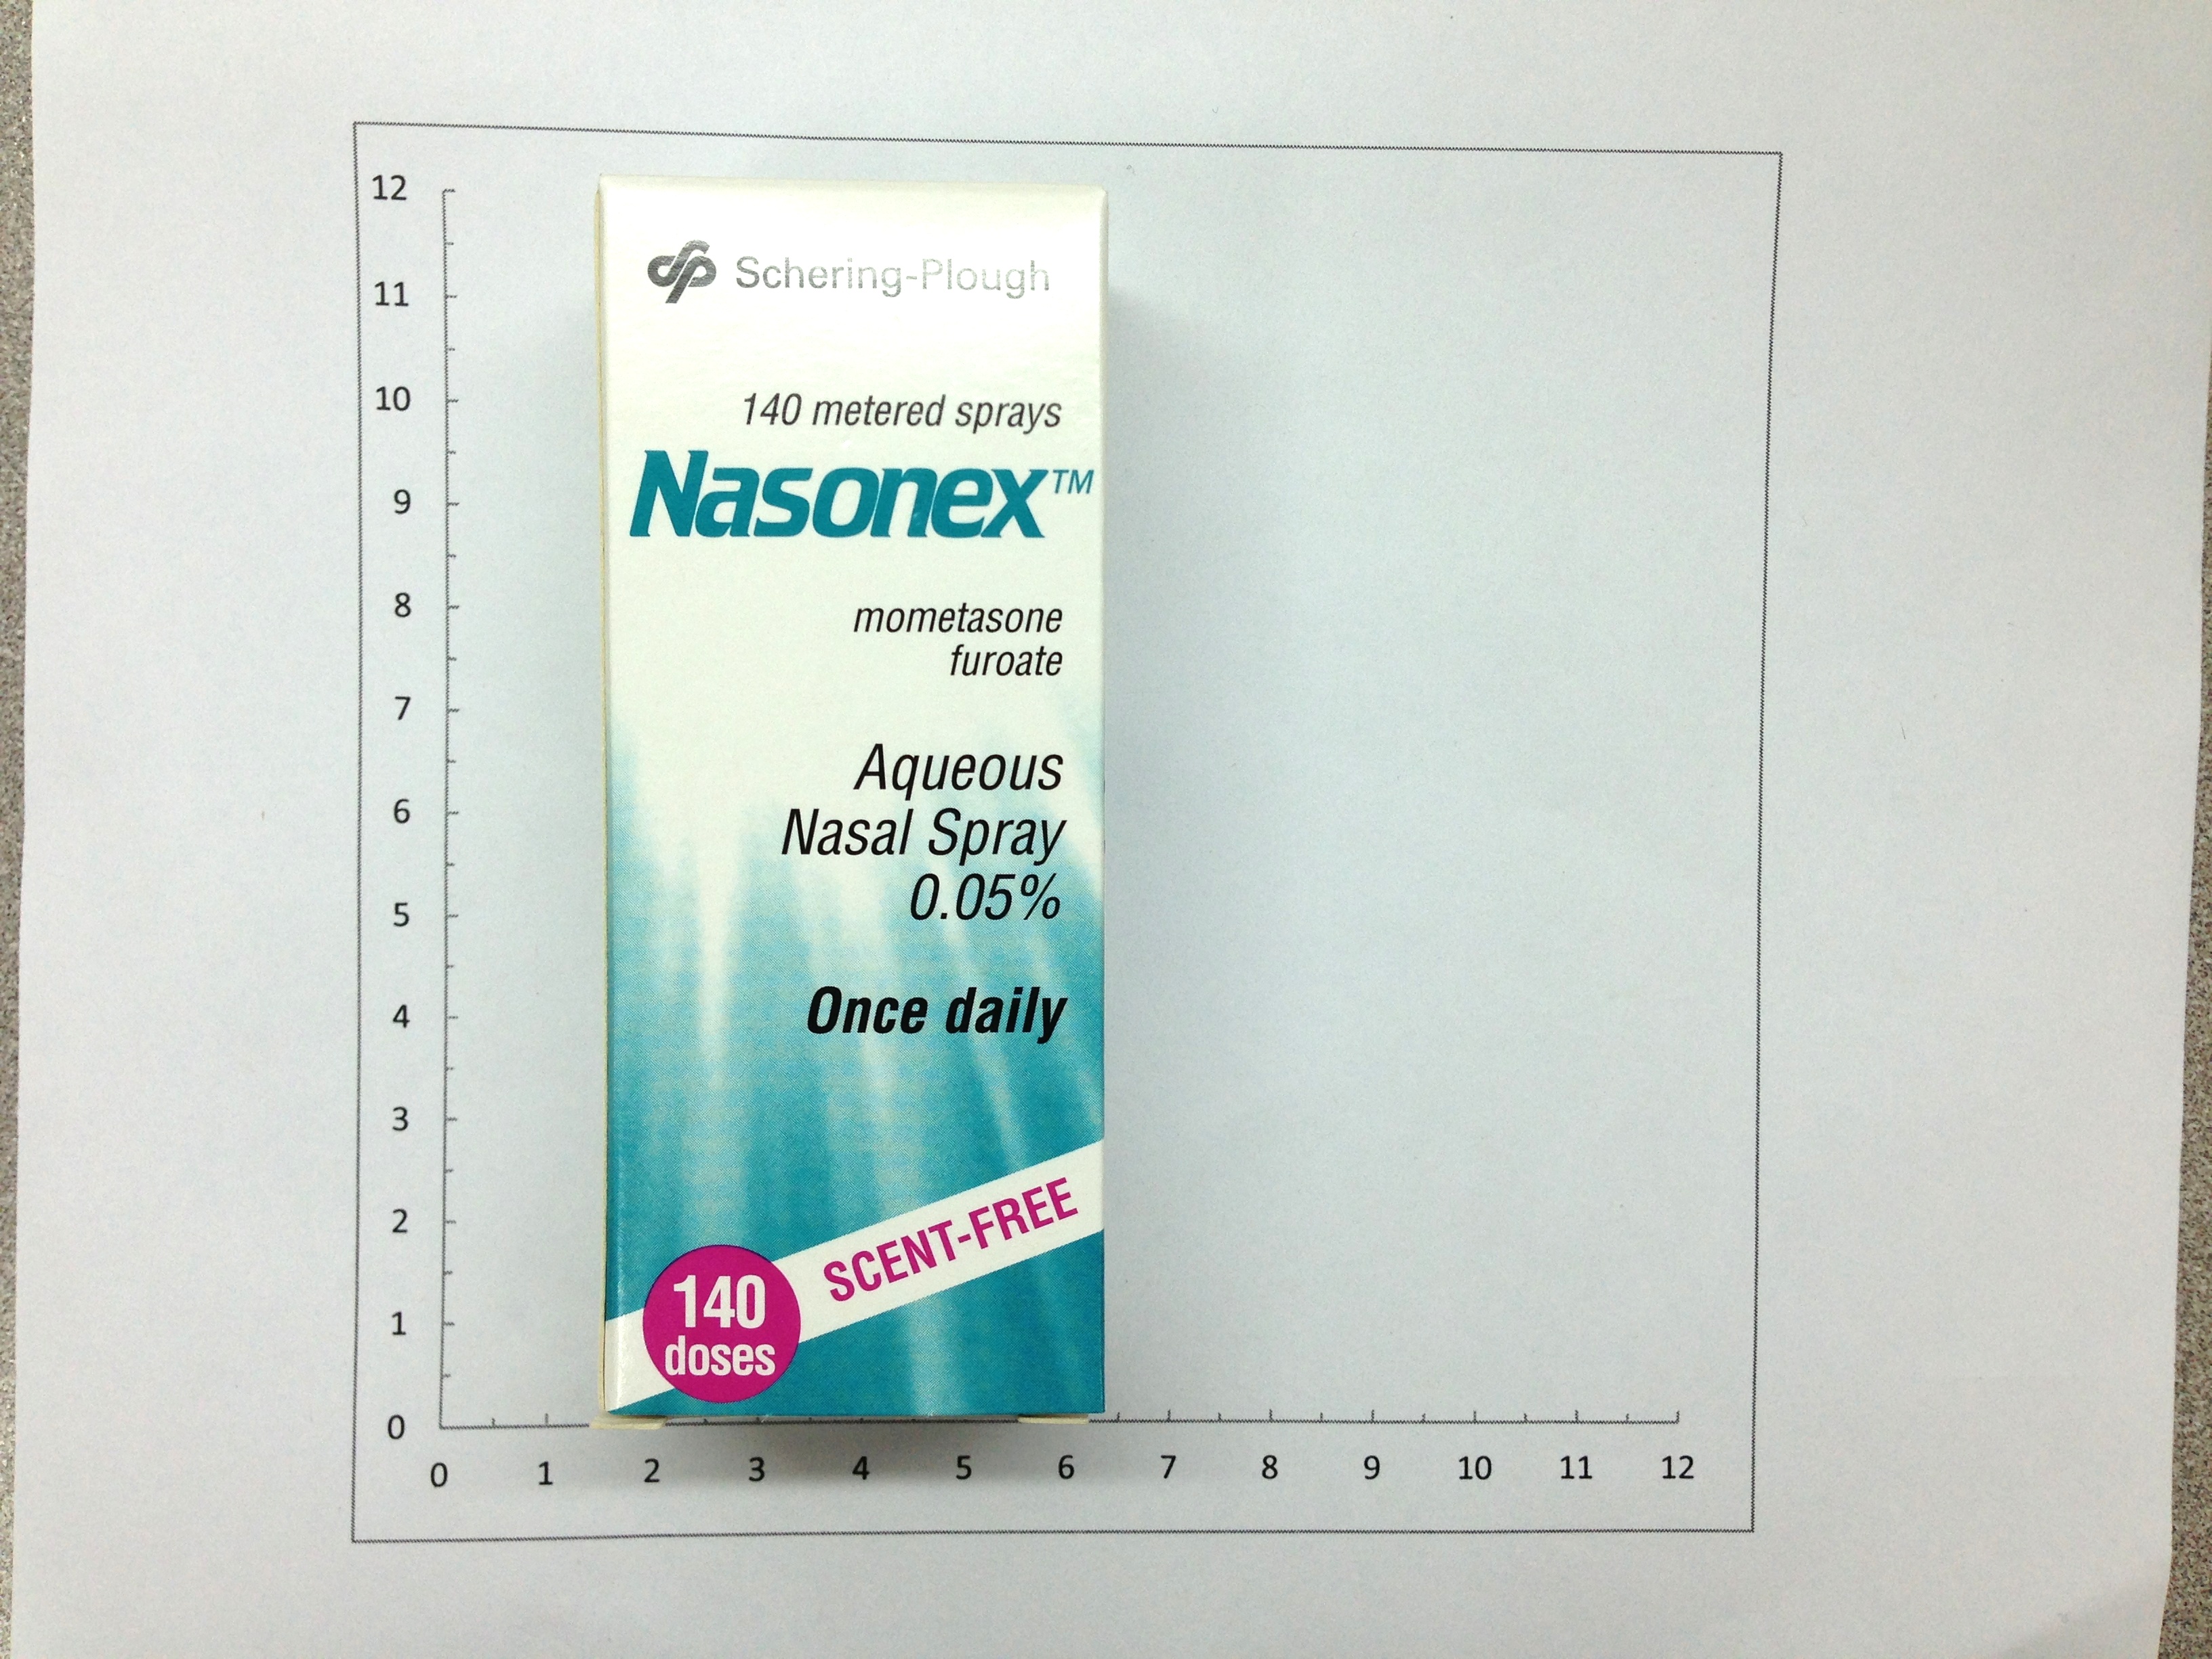 Schering-Plough
140 metered sprays
Nasonex™
mometasone
furoate
Aqueous
Nasal Spray
0.05%
Once daily
SCENT-FREE
140
doses
12
11
10
9
8
7
6
5
4
3
2
1
0
0 1 2 3 4 5 6 7 8 9 10 11 12